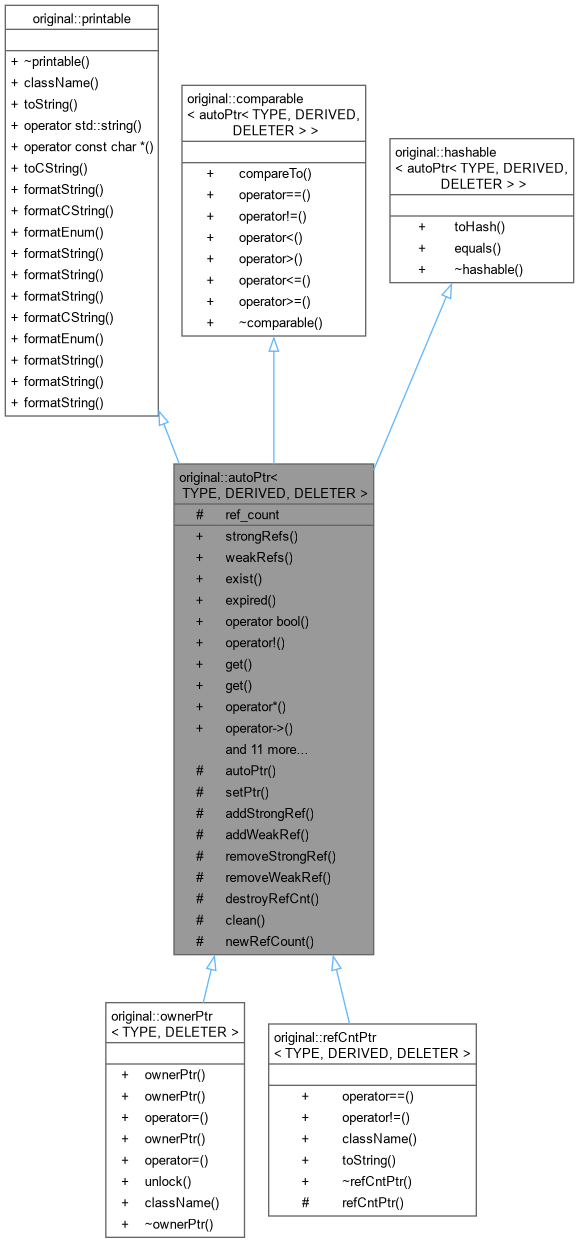 original::printable
+ ~printable()
+ className()
+ toString()
+ operator std::string()
+ operator const char *()
+ toCString()
+ formatString()
+ formatCString()
+ formatEnum()
+ formatString()
+ formatString()
+ formatString()
+ formatCString()
+ formatEnum()
+ formatString()
+ formatString()
+ formatString()
original::comparable
< autoPtr< TYPE, DERIVED,
DELETER > >
+ compareTo()
+ operator==()
+ operator!=()
+ operator<()
+ operator>()
+ operator<=()
+ operator>=()
+ ~comparable()
original::hashable
< autoPtr< TYPE, DERIVED,
DELETER > >
+ toHash()
+ equals()
+ ~hashable()
original::autoPtr<
TYPE, DERIVED, DELETER >
# ref_count
+ strongRefs()
+ weakRefs()
+ exist()
+ expired()
+ operator bool()
+ operator!()
+ get()
+ get()
+ operator*()
+ operator->()
and 11 more...
# autoPtr()
# setPtr()
# addStrongRef()
# addWeakRef()
# removeStrongRef()
# removeWeakRef()
# destroyRefCnt()
# clean()
# newRefCount()
original::ownerPtr
< TYPE, DELETER >
+ ownerPtr()
+ ownerPtr()
+ operator=()
+ ownerPtr()
+ operator=()
+ unlock()
+ className()
+ ~ownerPtr()
original::refCntPtr
< TYPE, DERIVED, DELETER >
+ operator==()
+ operator!=()
+ className()
+ toString()
+ ~refCntPtr()
# refCntPtr()